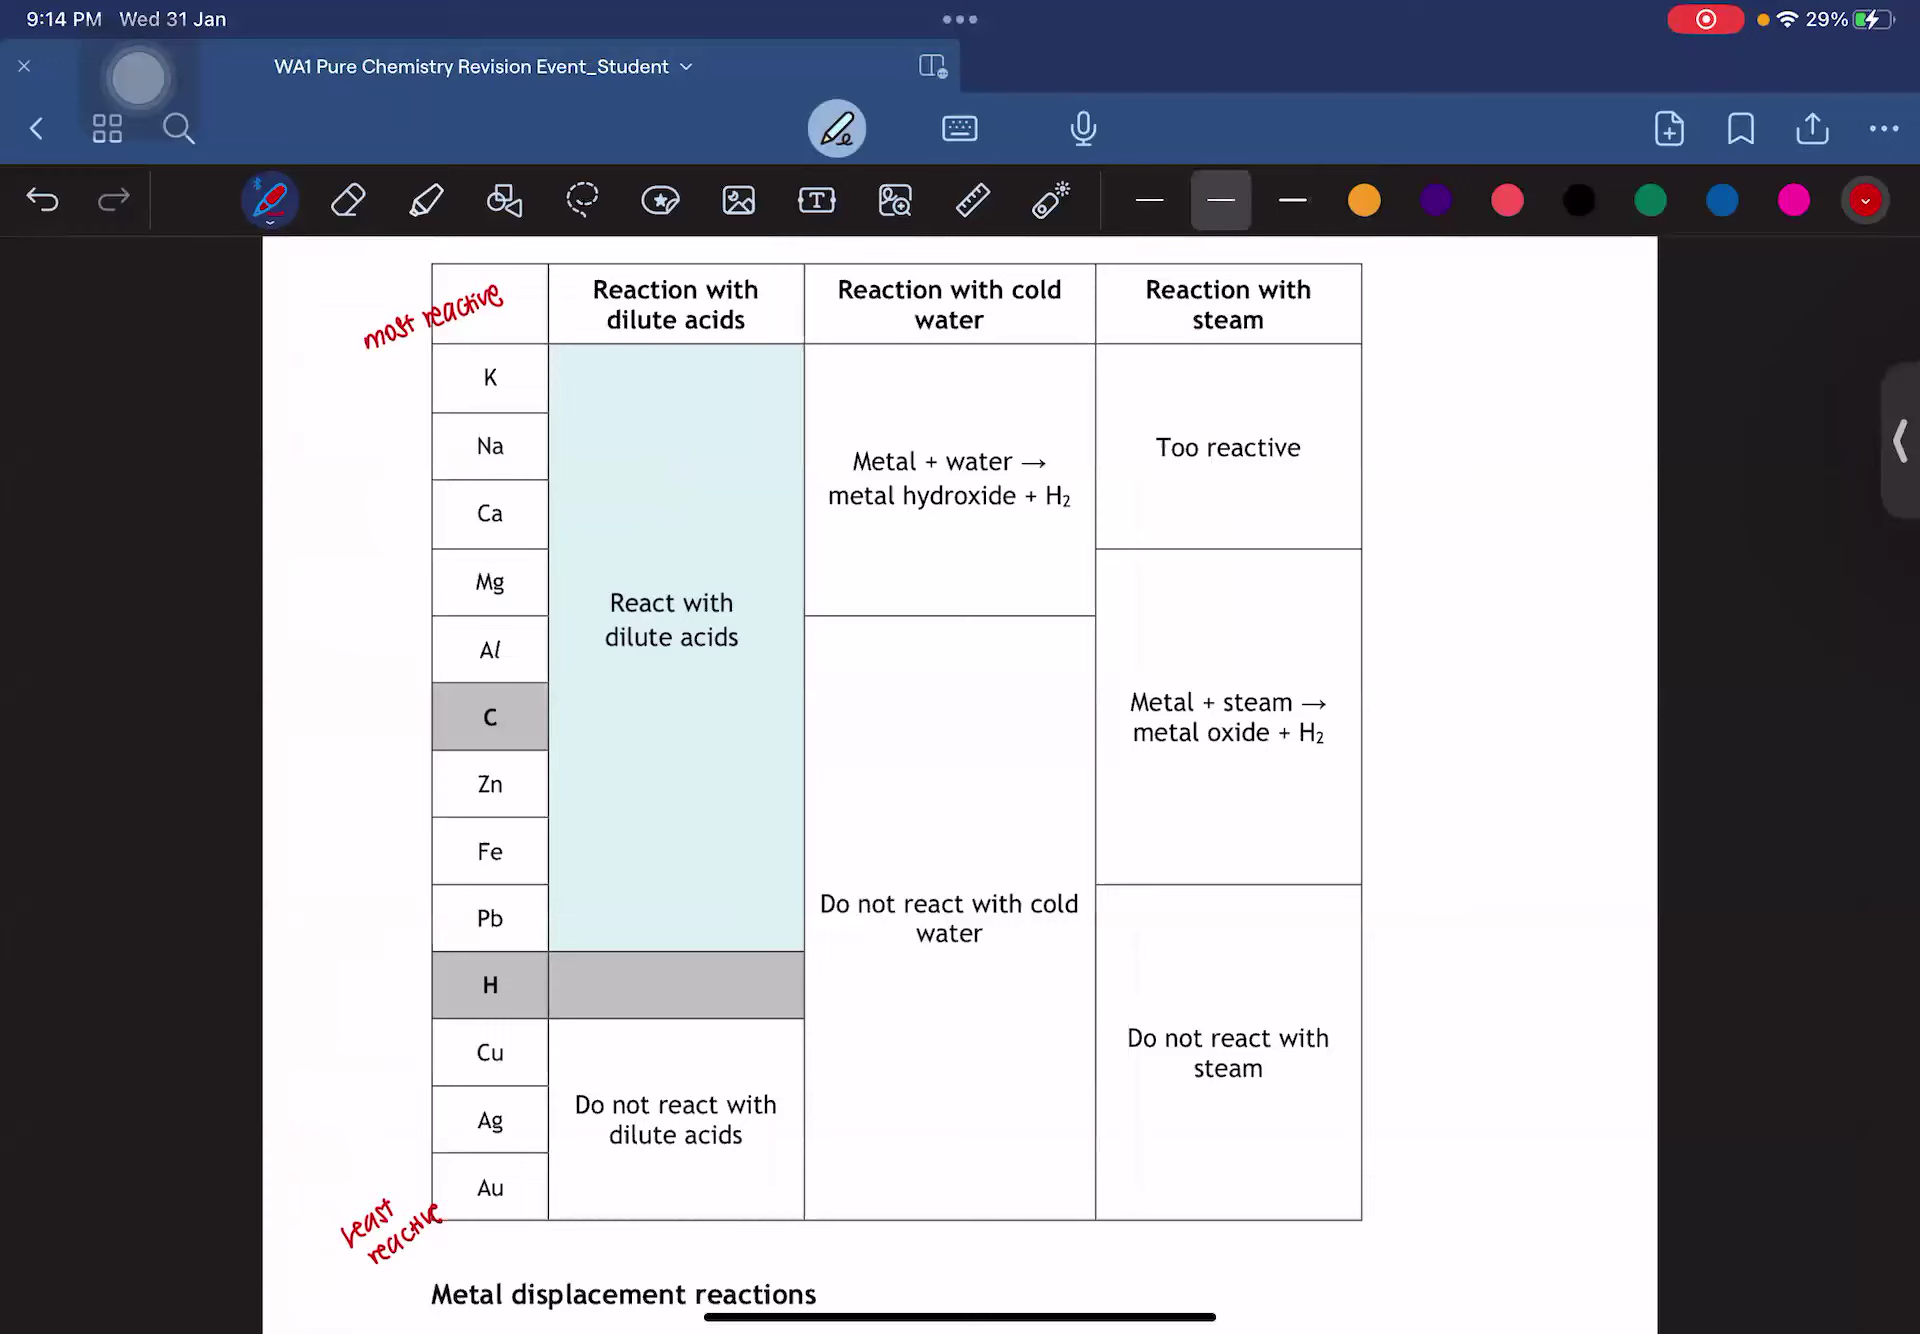 9:14 PM Wed 31 Jan
29%
WA1 Pure Chemistry Revision Event_Student
most reactive
Reaction with
dilute acids
Reaction with cold
water
Reaction with
steam
K
Na
Ca
Mg
Al
C
Zn
Fe
Pb
H
Cu
Ag
Au
React with
dilute acids
Do not react with
dilute acids
Metal + water →
metal hydroxide + H₂
Do not react with cold
water
Too reactive
Metal + steam →
metal oxide + H₂
Do not react with
steam
Least
reactive
Metal displacement reactions